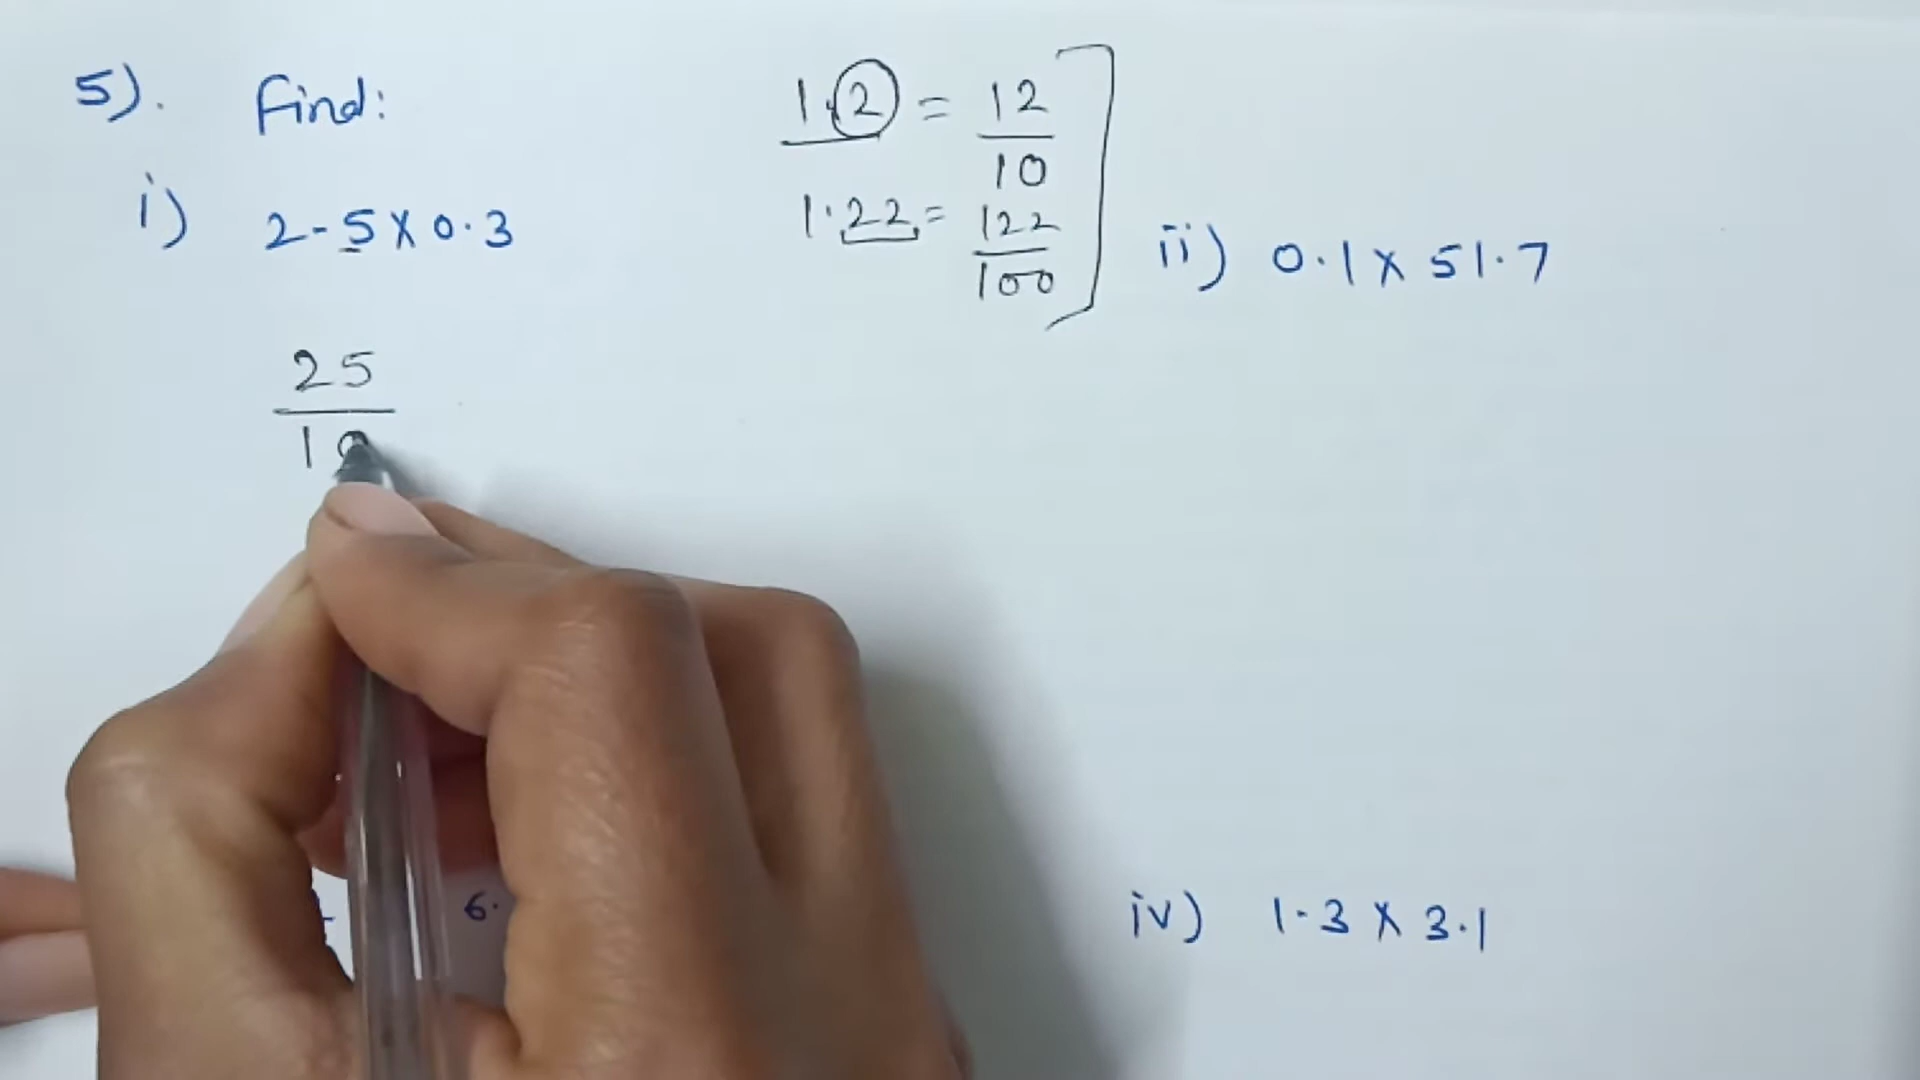 5). Find:
i) 2.5 X 0.3
25
10
1.2 = 12
10
1.22 = 122
100
ii) 0.1 X 51.7
6.
iv) 1.3 X 3.1